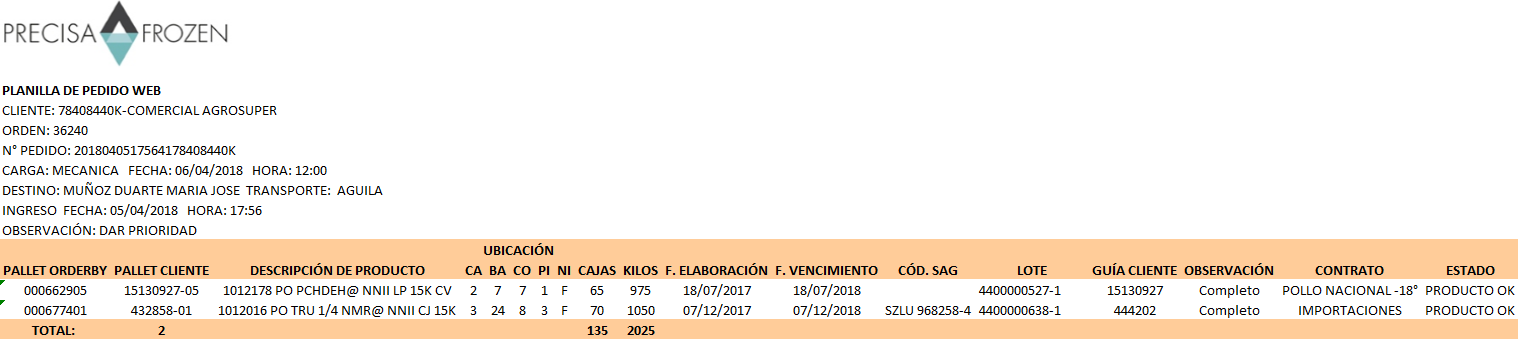 PRECISA FROZEN
PLANILLA DE PEDIDO WEB
CLIENTE: 78408440K-COMERCIAL AGROSUPER
ORDEN: 36240
N° PEDIDO: 2018040517564178408440K
CARGA: MECANICA FECHA: 06/04/2018 HORA: 12:00
DESTINO: MUÑOZ DUARTE MARIA JOSE TRANSPORTE: AGUILA
INGRESO FECHA: 05/04/2018 HORA: 17:56
OBSERVACIÓN: DAR PRIORIDAD
UBICACIÓN
PALLET ORDERBY PALLET CLIENTE DESCRIPCIÓN DE PRODUCTO CA BA CO PI NI CAJAS KILOS F. ELABORACIÓN F. VENCIMIENTO CÓD. SAG LOTE GUÍA CLIENTE OBSERVACIÓN CONTRATO ESTADO
000662905 15130927-05 1012178 PO PCHDEH@ NNII LP 15K CV 2 7 7 1 F 65 975 18/07/2017 18/07/2018 4400000527-1 15130927 Completo POLLO NACIONAL -18° PRODUCTO OK
000677401 432858-01 1012016 PO TRU 1/4 NMR@ NNII CJ 15K 3 24 8 3 F 70 1050 07/12/2017 07/12/2018 SZLU 968258-4 4400000638-1 444202 Completo IMPORTACIONES PRODUCTO OK
TOTAL: 2 135 2025